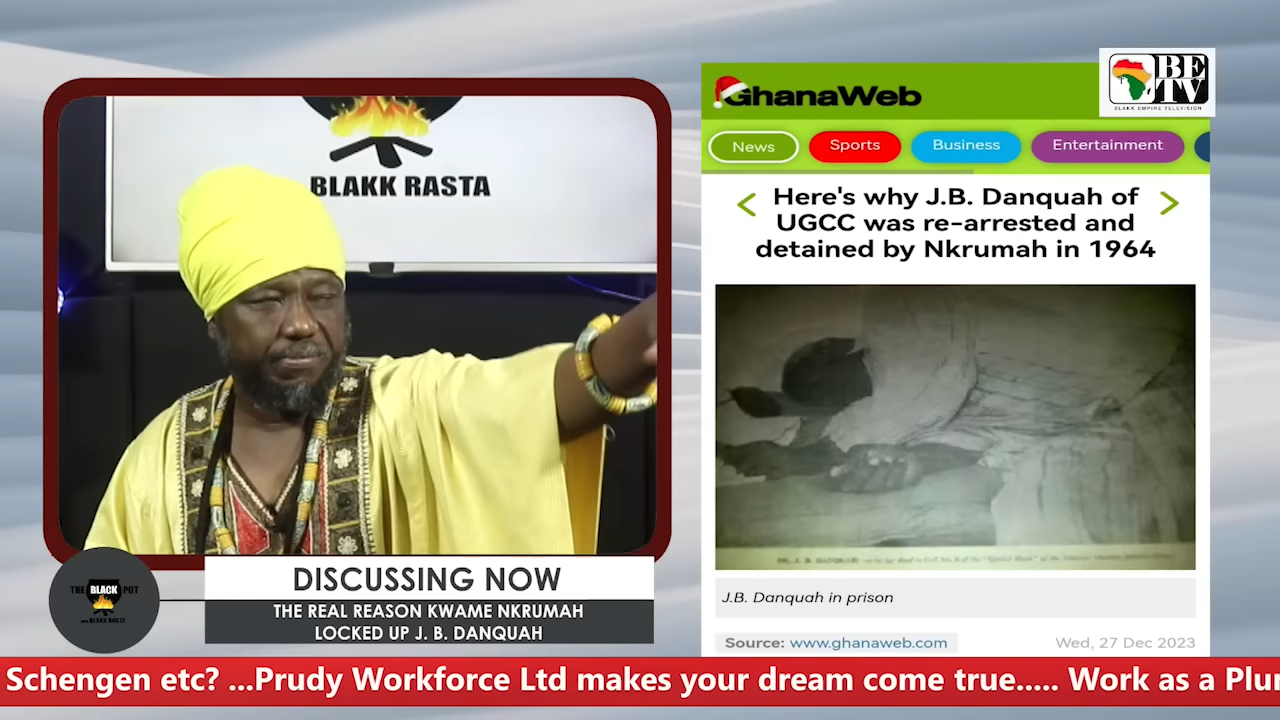 BLAKK RASTA
THE BLACK POT
DISCUSSING NOW
THE REAL REASON KWAME NKRUMAH
LOCKED UP J. B. DANQUAH
GhanaWeb
BE
TV
BLAKK EMPIRE TELEVISION
News
Sports
Business
Entertainment
Here's why J.B. Danquah of
UGCC was re-arrested and
detained by Nkrumah in 1964
J.B. Danquah in prison
Source: www.ghanaweb.com
Wed, 27 Dec 2023
Schengen etc? ...Prudy Workforce Ltd makes your dream come true..... Work as a Plu